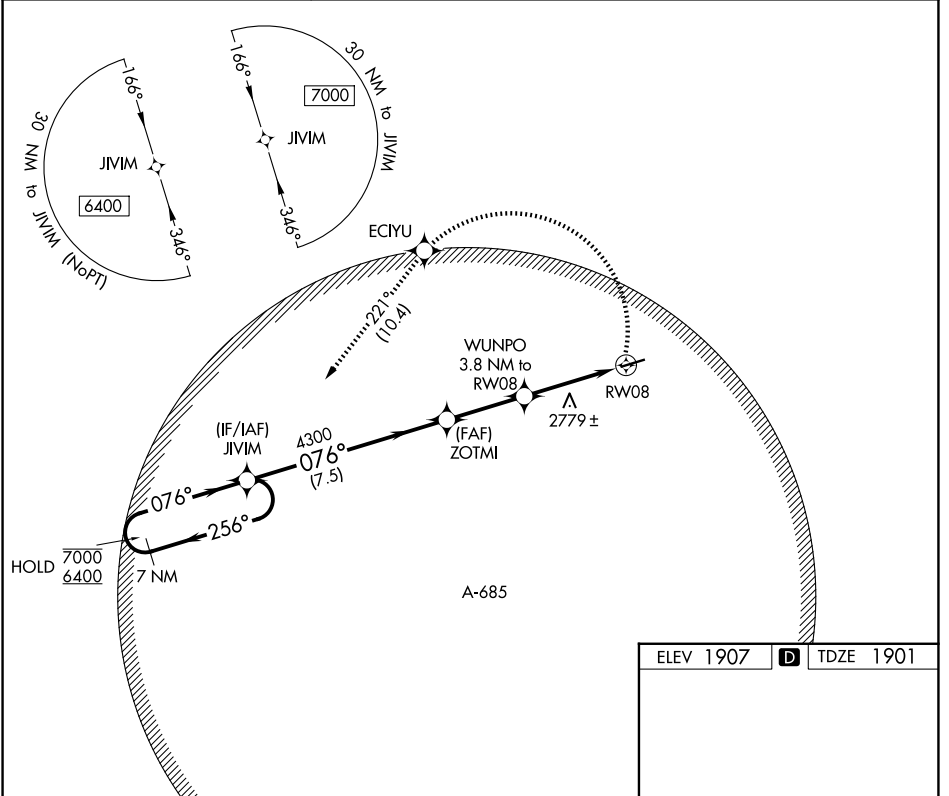 166°
30 NM to JIVIM (NoPT)
JIVIM
6400
346°
166°
30 NM to JIVIM
7000
JIVIM
346°
ECIYU
221°
(10.4)
WUNPO
3.8 NM to
RW08
RW08
2779 ±
(FAF)
ZOTMI
(IF/IAF)
JIVIM
4300
076°
(7.5)
076°
256°
HOLD
7000
6400
7 NM
A-685
ELEV 1907 D TDZE 1901